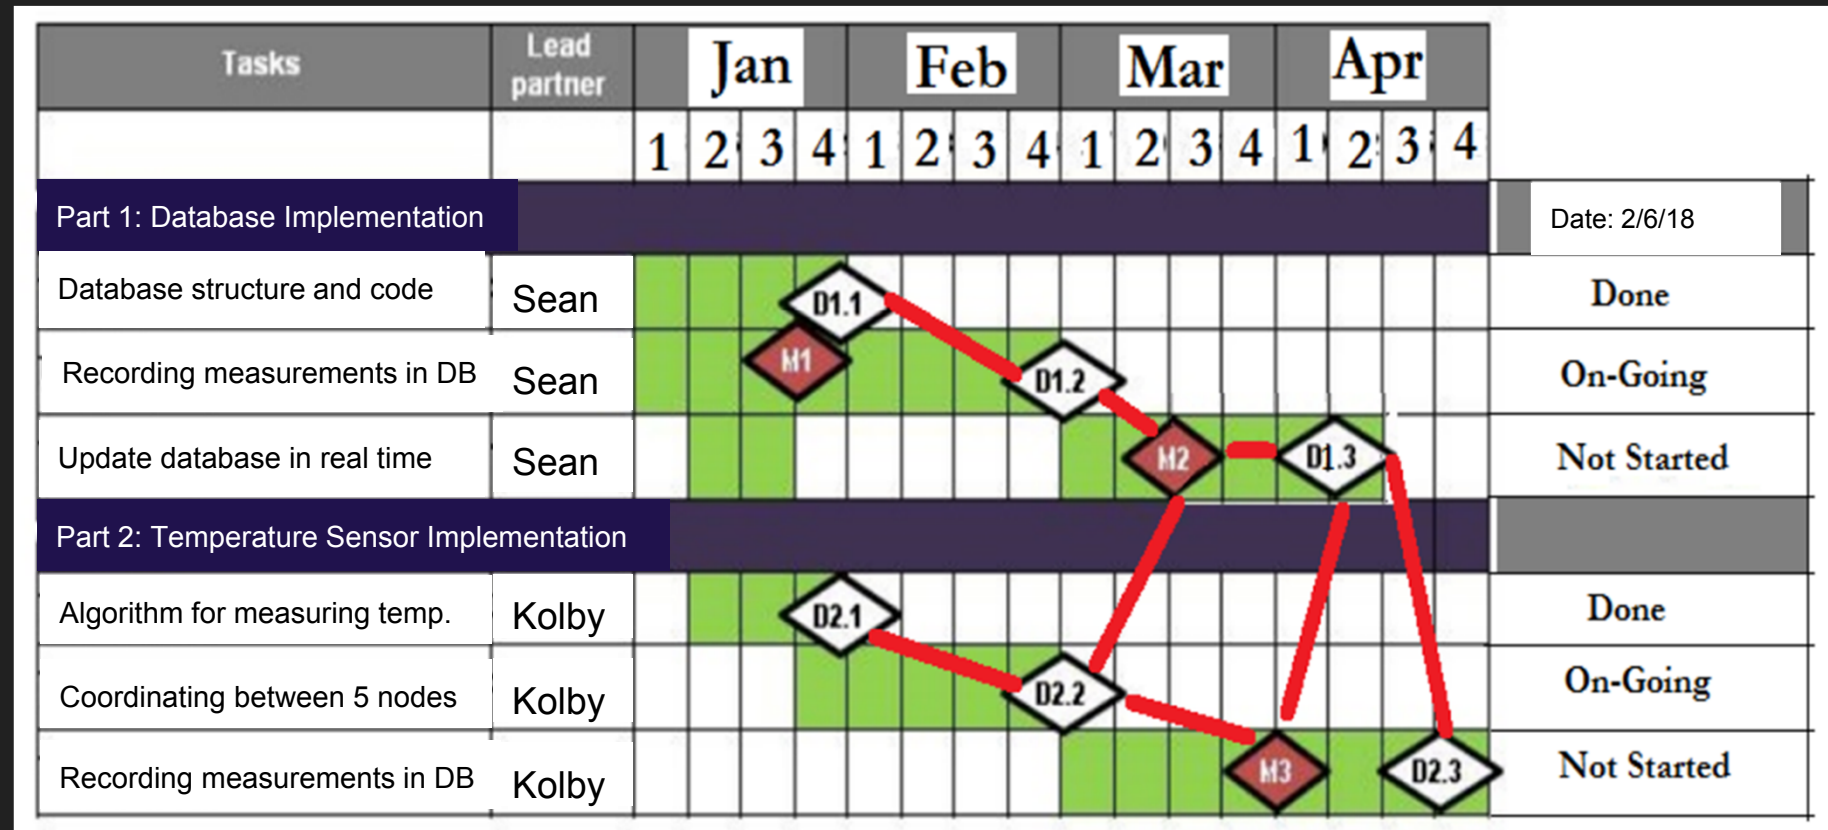 Tasks
Lead
partner
Jan Feb Mar Apr
1 2 3 4 1 2 3 4 1 2 3 4 1 2 3 4
Part 1: Database Implementation
Date: 2/6/18
Database structure and code Sean D1.1 Done
Recording measurements in DB Sean M1 D1.2 On-Going
Update database in real time Sean M2 D1.3 Not Started
Part 2: Temperature Sensor Implementation
Algorithm for measuring temp. Kolby D2.1 Done
Coordinating between 5 nodes Kolby D2.2 On-Going
Recording measurements in DB Kolby M3 D2.3 Not Started